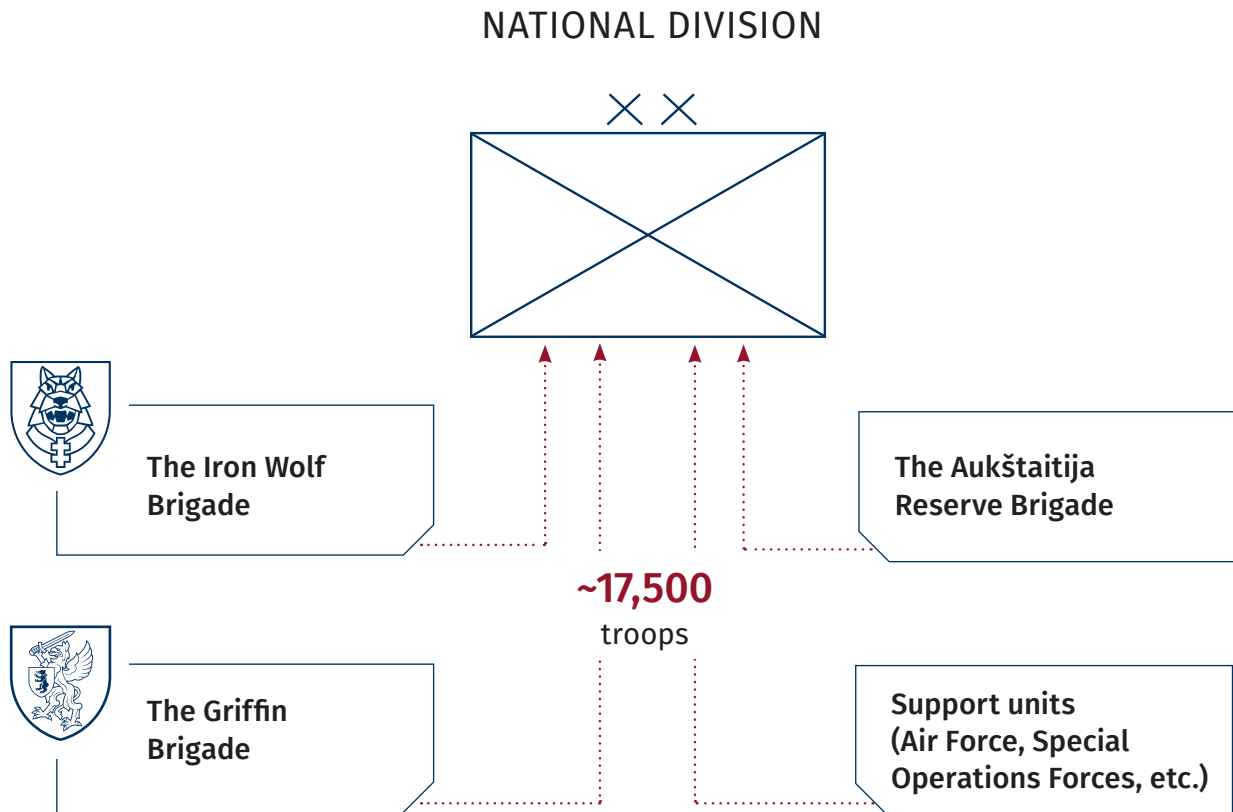 NATIONAL DIVISION
The Iron Wolf
Brigade
The Aukštaitija
Reserve Brigade
~17,500
troops
The Griffin
Brigade
Support units
(Air Force, Special
Operations Forces, etc.)